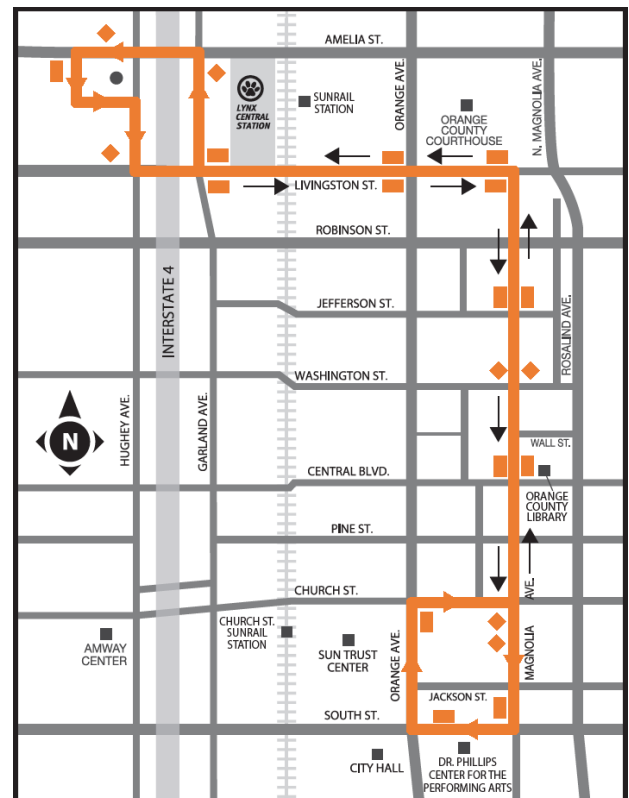 AMELIA ST.
LYNX
CENTRAL
STATION
SUNRAIL
STATION
ORANGE AVE.
ORANGE
COUNTY
COURTHOUSE
N. MAGNOLIA AVE.
LIVINGSTON ST.
ROBINSON ST.
INTERSTATE 4
JEFFERSON ST.
ROSALIND AVE.
WASHINGTON ST.
HUGHEY AVE.
GARLAND AVE.
N
WALL ST.
CENTRAL BLVD.
ORANGE
COUNTY
LIBRARY
PINE ST.
CHURCH ST.
AVE.
MAGNOLIA
AMWAY
CENTER
CHURCH ST.
SUNRAIL
STATION
SUN TRUST
CENTER
ORANGE AVE.
JACKSON ST.
SOUTH ST.
CITY HALL
DR. PHILLIPS
CENTER FOR THE
PERFORMING ARTS